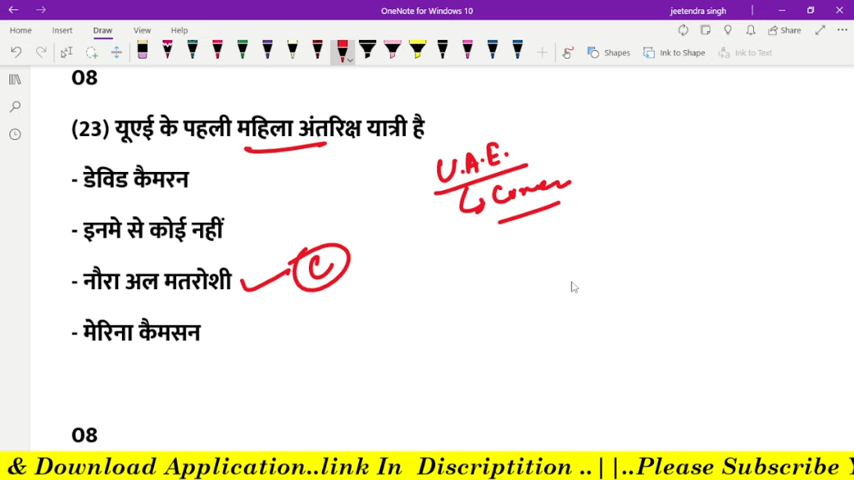 OneNote for Windows 10
jeetendra singh
Home Insert Draw View Help
Share
Shapes Ink to Shape Ink to Text
08
(23) यूएई के पहली महिला अंतरिक्ष यात्री है
U.A.E.
- डेविड कैमरन
- इनमे से कोई नहीं
C
- नौरा अल मतरोशी
- मेरिना कैमसन
08
& Download Application..link In Discriptition ..||..Please Subscribe Y